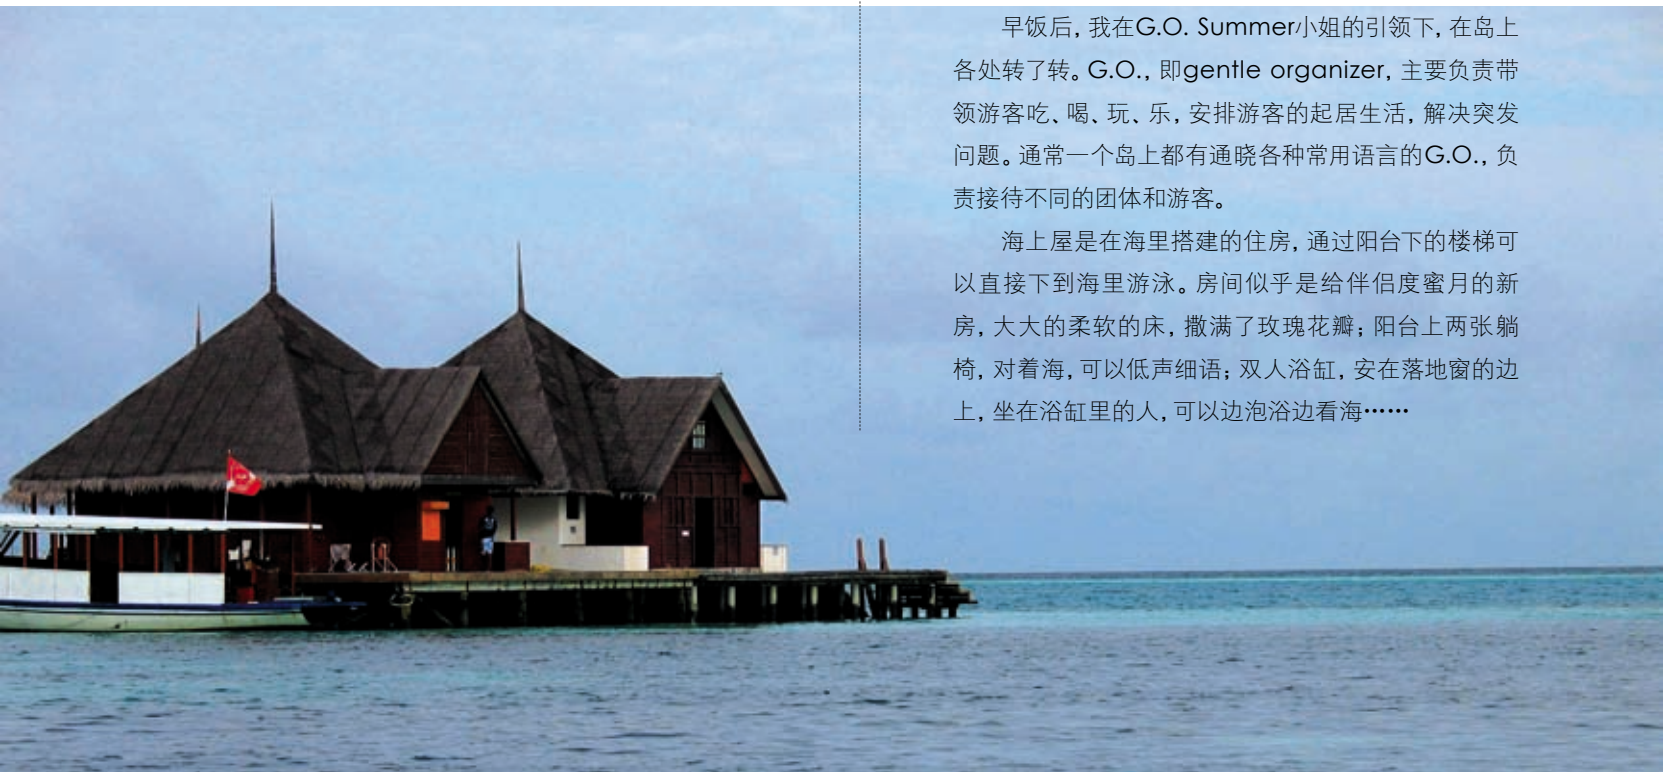 早饭后,我在G.O. Summer小姐的引领下,在岛上
各处转了转。G.O.,即gentle organizer,主要负责带
领游客吃、喝、玩、乐,安排游客的起居生活,解决突发
问题。通常一个岛上都有通晓各种常用语言的G.O.,负
责接待不同的团体和游客。
海上屋是在海里搭建的住房,通过阳台下的楼梯可
以直接下到海里游泳。房间似乎是给伴侣度蜜月的新
房,大大的柔软的床,撒满了玫瑰花瓣;阳台上两张躺
椅,对着海,可以低声细语;双人浴缸,安在落地窗的边
上,坐在浴缸里的人,可以边泡浴边看海……